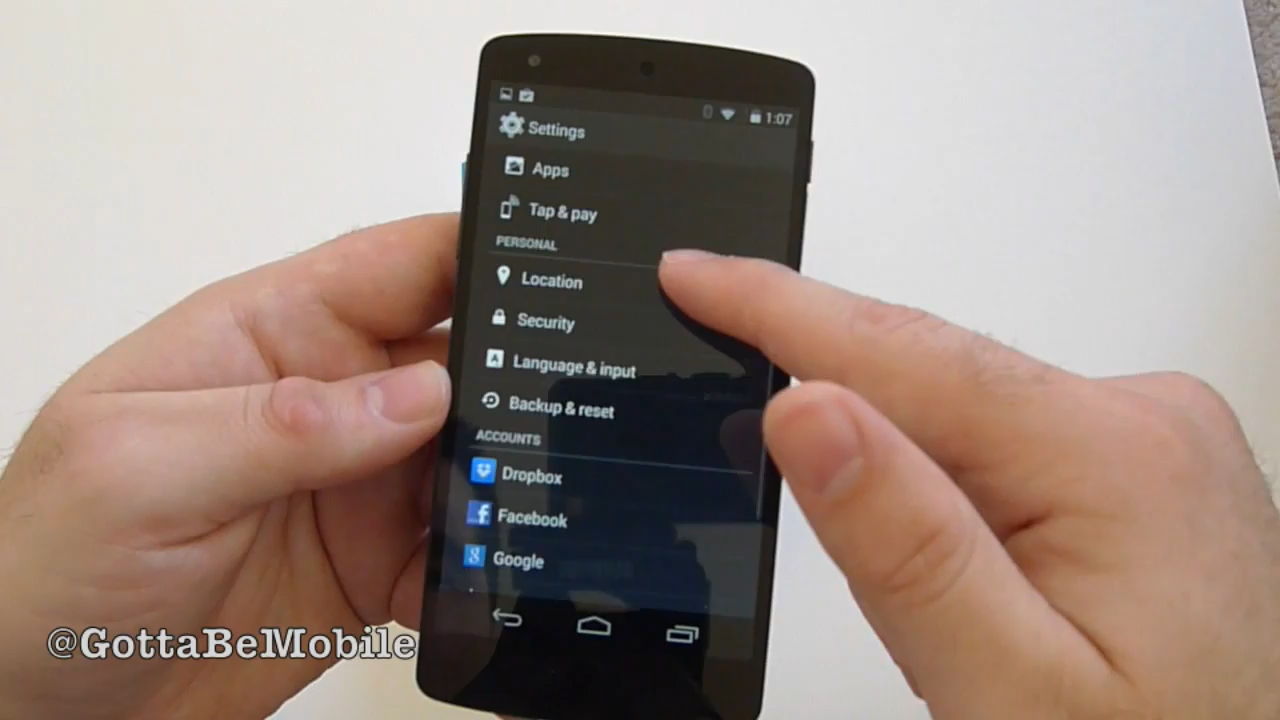 1:07
Settings
Apps
Tap & pay
PERSONAL
Location
Security
Language & input
Backup & reset
ACCOUNTS
Dropbox
Facebook
Google
@GottaBeMobile